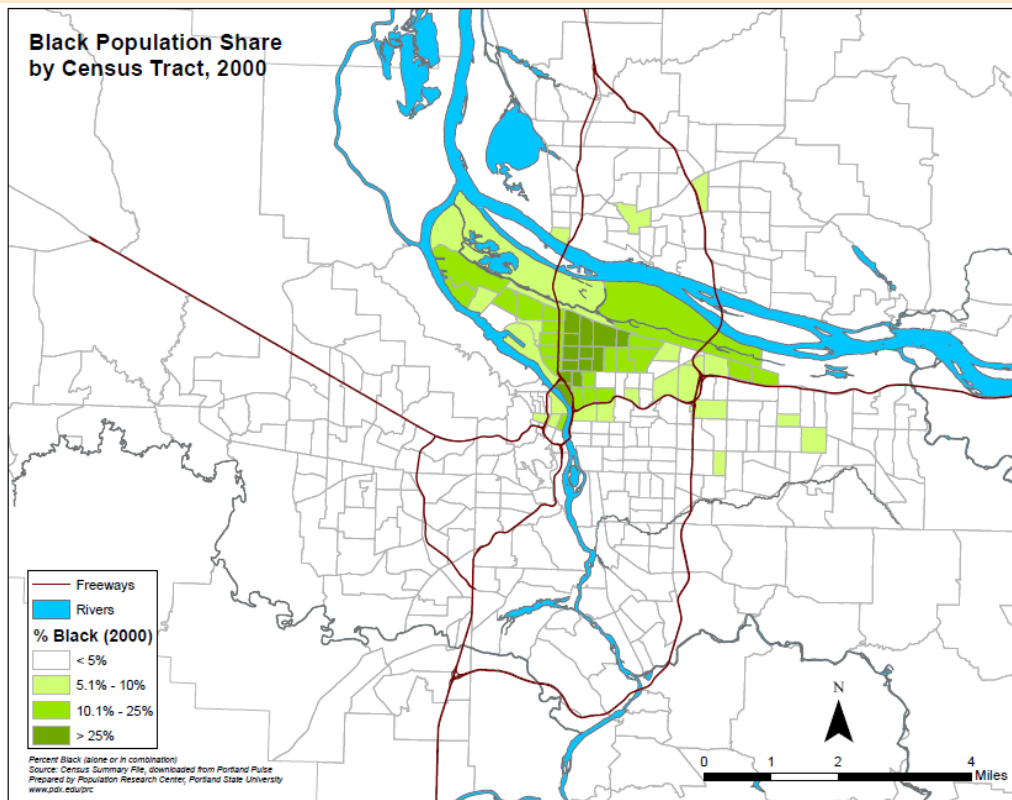 Black Population Share
by Census Tract, 2000
Freeways
Rivers
% Black (2000)
< 5%
5.1% - 10%
10.1% - 25%
> 25%
Percent Black (alone or in combination)
Source: Census Summary File, downloaded from Portland Pulse
Prepared by Population Research Center, Portland State University
www.pdx.edu/prc
N
0 1 2 4
Miles